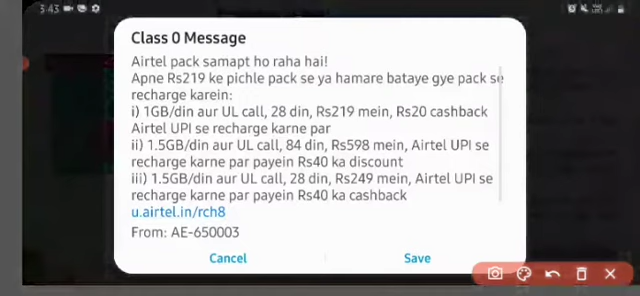 3:43
Class 0 Message
Airtel pack samapt ho raha hai!
Apne Rs219 ke pichle pack se ya hamare bataye gye pack se
recharge karein:
i) 1GB/din aur UL call, 28 din, Rs219 mein, Rs20 cashback
Airtel UPI se recharge karne par
ii) 1.5GB/din aur UL call, 84 din, Rs598 mein, Airtel UPI se
recharge karne par payein Rs40 ka discount
iii) 1.5GB/din aur UL call, 28 din, Rs249 mein, Airtel UPI se
recharge karne par payein Rs40 ka cashback
u.airtel.in/rch8
From: AE-650003
Cancel Save